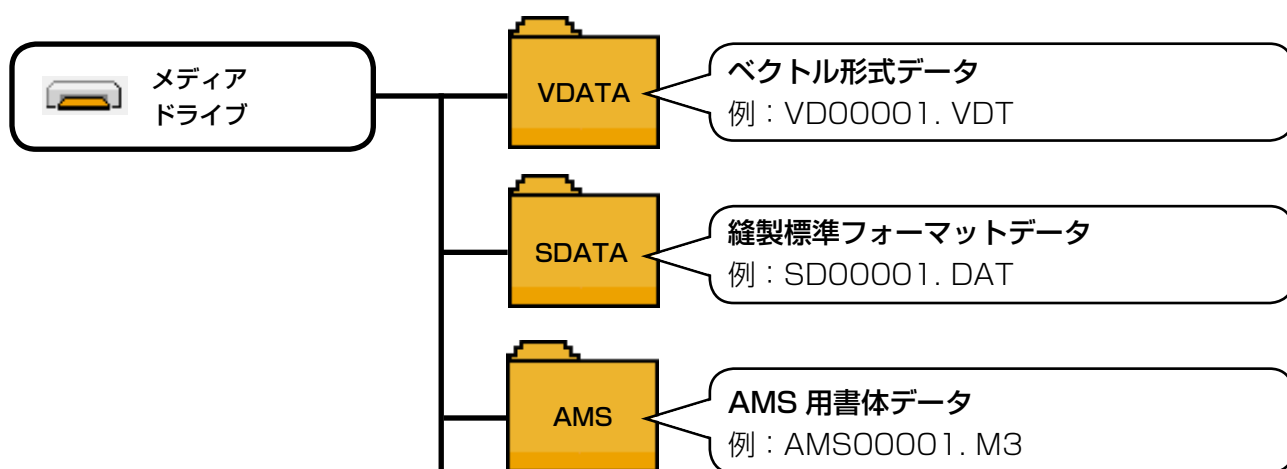 メディア
ドライブ
VDATA
ベクトル形式データ
例：VD00001. VDT
SDATA
縫製標準フォーマットデータ
例：SD00001. DAT
AMS
AMS 用書体データ
例：AMS00001. M3